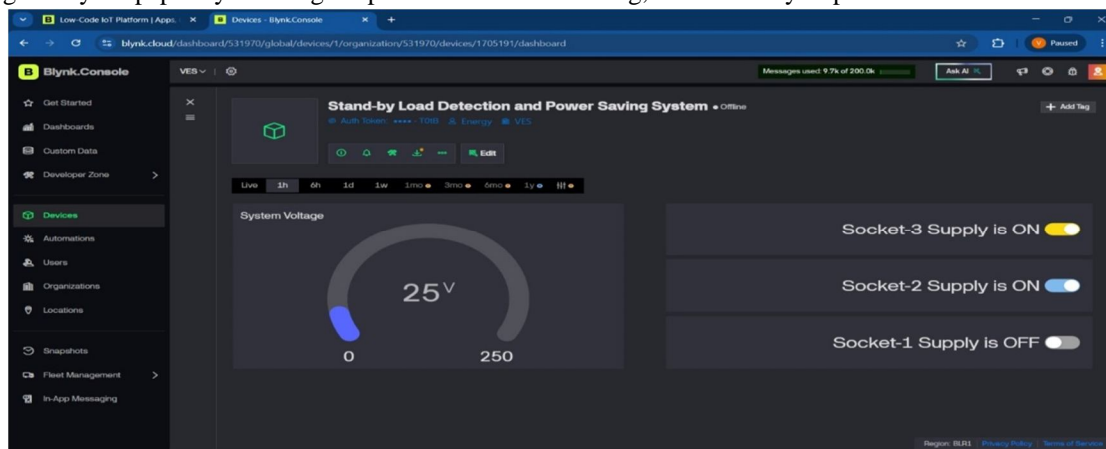 Low-Code IoT Platform | Apps,
Devices - Blynk.Console
blynk.cloud/dashboard/531970/global/devices/1/organization/531970/devices/1705191/dashboard
Paused
B Blynk.Console
VES
Messages used: 9.7k of 200.0k
Ask AI
Get Started
Dashboards
Custom Data
Developer Zone
Devices
Automations
Users
Organizations
Locations
Snapshots
Fleet Management
In-App Messaging
Stand-by Load Detection and Power Saving System • Offline
+ Add Tag
Energy VES
Edit
Live 1h 6h 1d 1w 1mo 3mo 6mo 1y
System Voltage
25 V
0 250
Socket-3 Supply is ON
Socket-2 Supply is ON
Socket-1 Supply is OFF
Region: BLR1 Privacy Policy Terms of Service